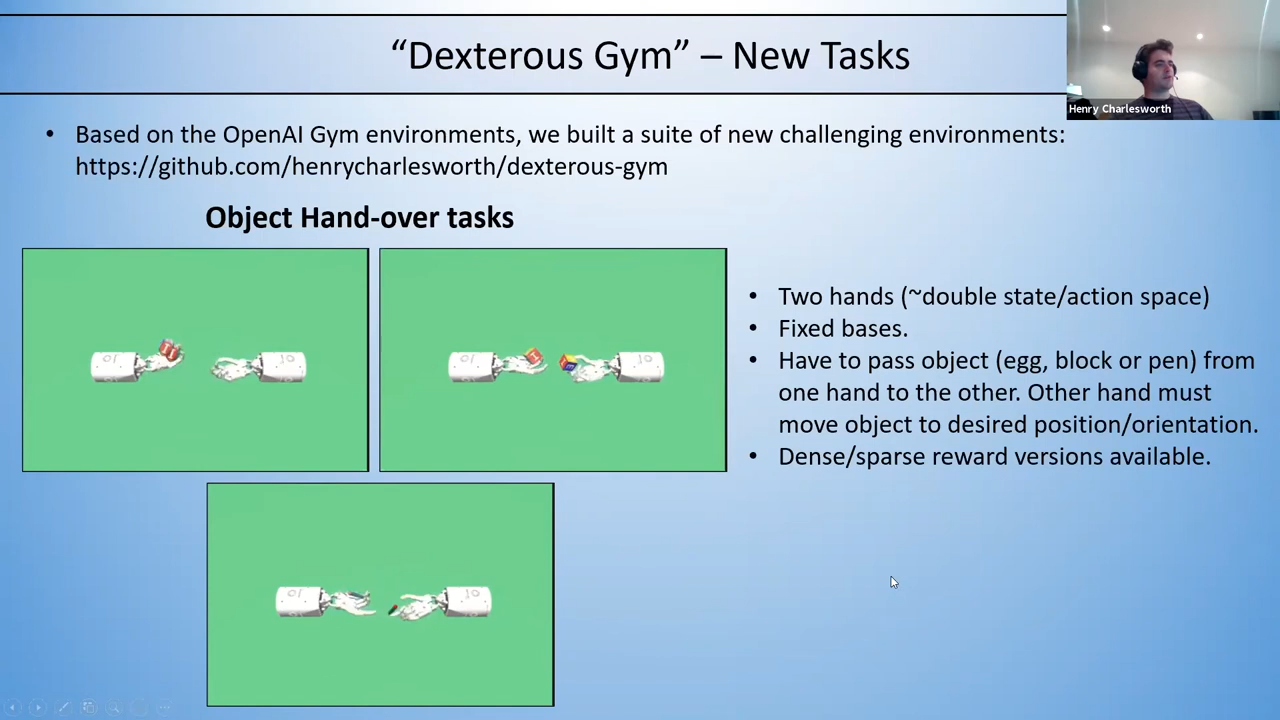 “Dexterous Gym” – New Tasks
Henry Charlesworth
• Based on the OpenAI Gym environments, we built a suite of new challenging environments:
https://github.com/henrycharlesworth/dexterous-gym
Object Hand-over tasks
• Two hands (~double state/action space)
• Fixed bases.
• Have to pass object (egg, block or pen) from
one hand to the other. Other hand must
move object to desired position/orientation.
• Dense/sparse reward versions available.